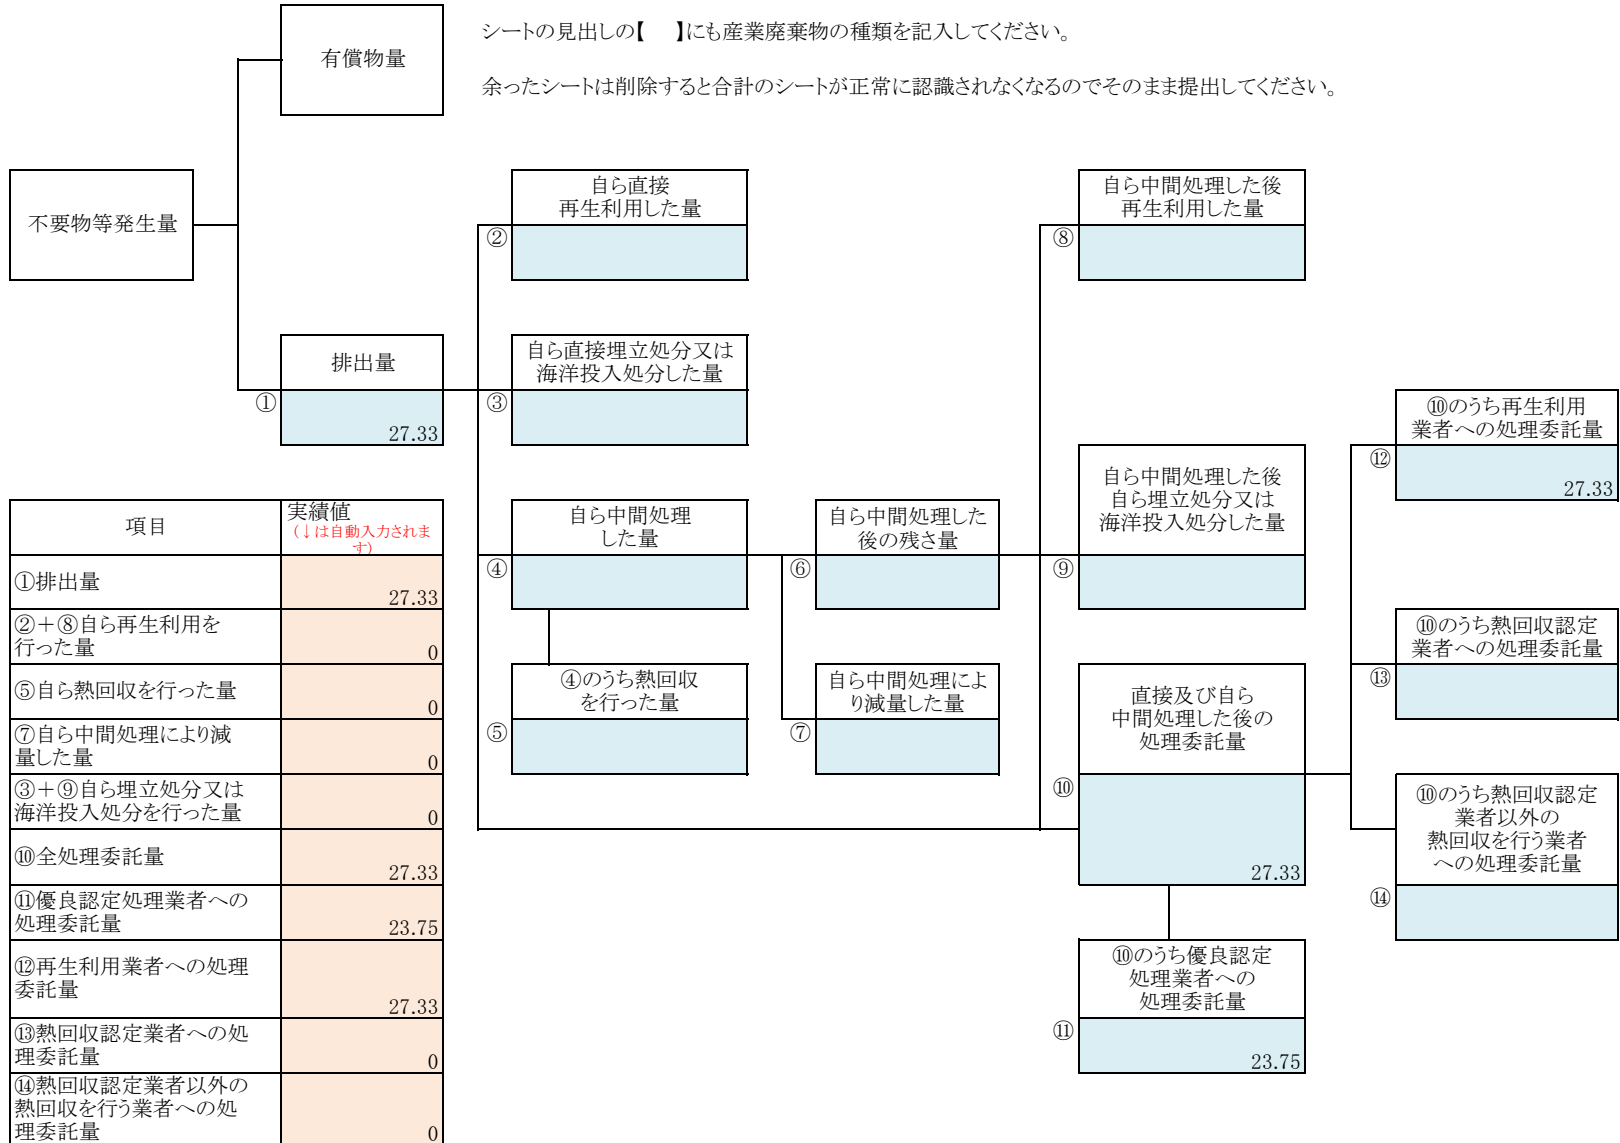 有償物量
シートの見出しの【　】にも産業廃棄物の種類を記入してください。
余ったシートは削除すると合計のシートが正常に認識されなくなるのでそのまま提出してください。
不要物等発生量
自ら直接
再生利用した量
②
自ら中間処理した後
再生利用した量
⑧
排出量
①
27.33
自ら直接埋立処分又は
海洋投入処分した量
③
⑩のうち再生利用
業者への処理委託量
⑫
27.33
自ら中間処理
した量
④
自ら中間処理した
後の残さ量
⑥
自ら中間処理した後
自ら埋立処分又は
海洋投入処分した量
⑨
④のうち熱回収
を行った量
⑤
自ら中間処理によ
り減量した量
⑦
直接及び自ら
中間処理した後の
処理委託量
⑩
27.33
⑩のうち熱回収認定
業者への処理委託量
⑬
⑩のうち熱回収認定
業者以外の
熱回収を行う業者
への処理委託量
⑭
⑩のうち優良認定
処理業者への
処理委託量
⑪
23.75
項目
実績値
(↓は自動入力されま
す)
①排出量
27.33
②＋⑧自ら再生利用を
行った量
0
⑤自ら熱回収を行った量
0
⑦自ら中間処理により減
量した量
0
③＋⑨自ら埋立処分又は
海洋投入処分を行った量
0
⑩全処理委託量
27.33
⑪優良認定処理業者への
処理委託量
23.75
⑫再生利用業者への処理
委託量
27.33
⑬熱回収認定業者への処
理委託量
0
⑭熱回収認定業者以外の
熱回収を行う業者への処
理委託量
0